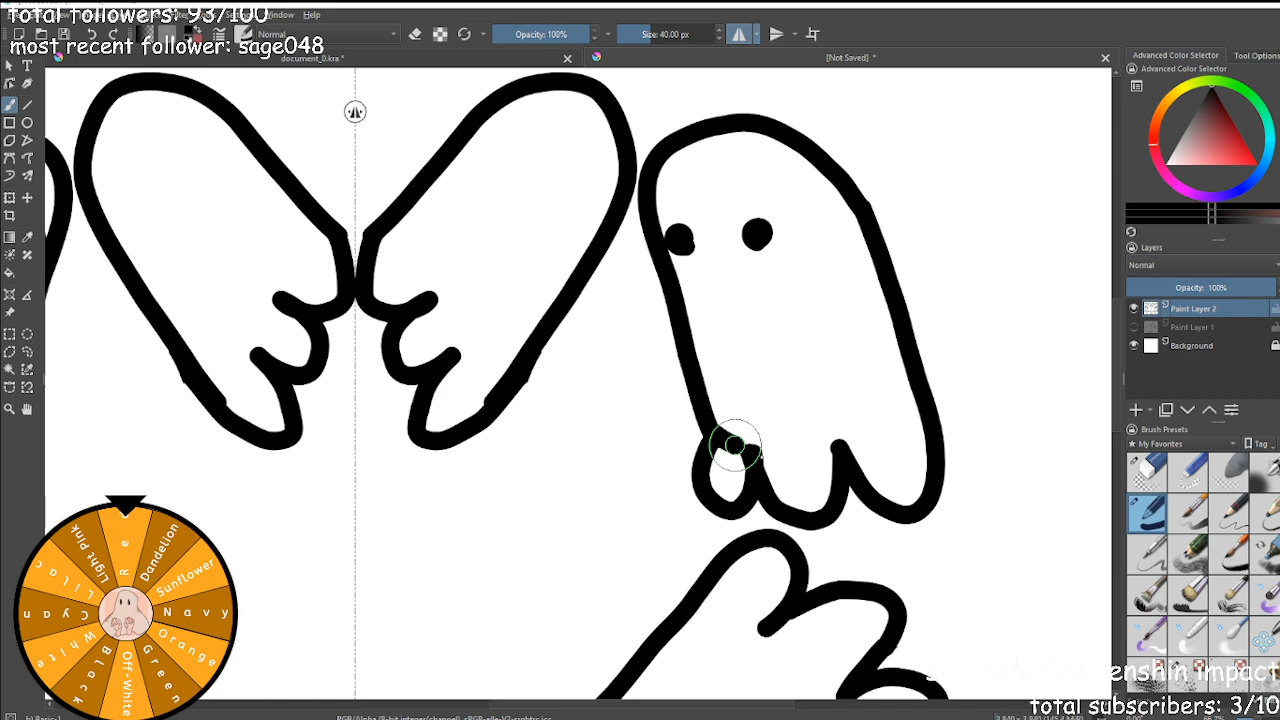 total followers: 93/100
Window Help
most recent follower: sage048
Normal
Opacity: 100%
Size: 40.00 px
document_0.kra *
[Not Saved] *
Advanced Color Selector
Tool Options
Advanced Color Selector
Layers
Normal
Opacity: 100%
Paint Layer 2
Paint Layer 1
Background
Brush Presets
My Favorites
Tag
Light Pink
Dandelion
Sunflower
Navy
Orange
Green
Off-White
Black
White
Cyan
Lilac
enshin impact
total subscribers: 3/10